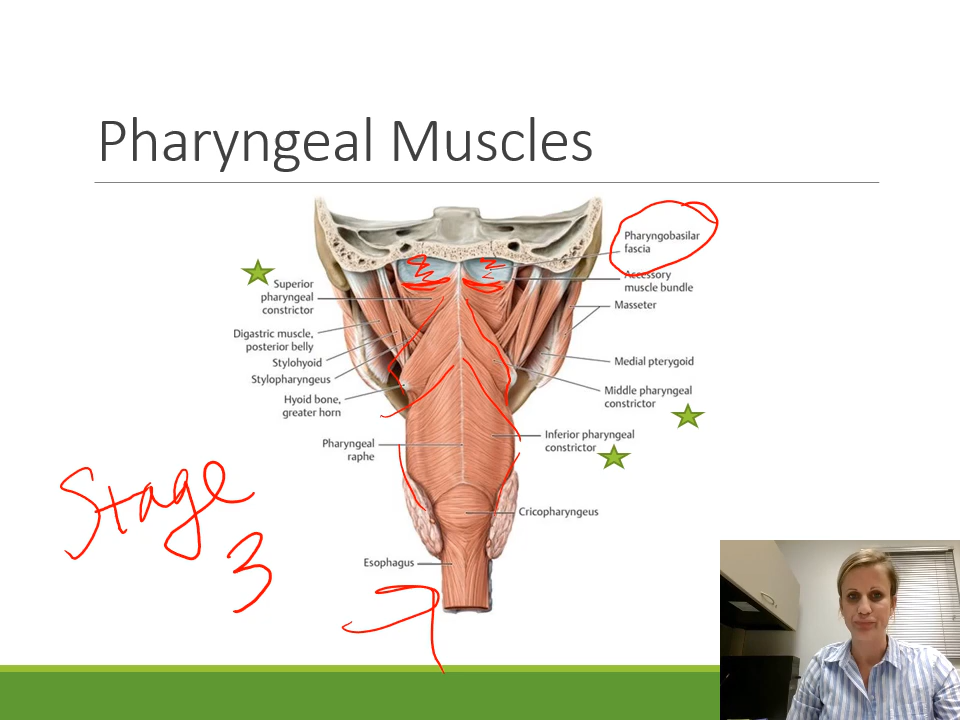 Pharyngeal Muscles
Pharyngobasilar
fascia
Superior
pharyngeal
constrictor
Accessory
muscle bundle
Masseter
Digastric muscle,
posterior belly
Stylohyoid
Medial pterygoid
Stylopharyngeus
Middle pharyngeal
constrictor
Hyoid bone,
greater horn
Inferior pharyngeal
constrictor
Pharyngeal
raphe
Stage
3
Cricopharyngeus
Esophagus